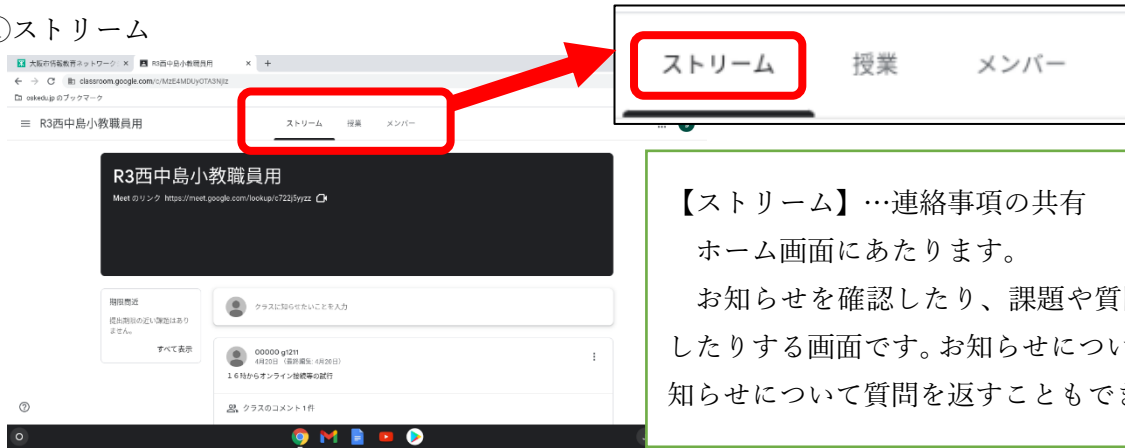 ストリーム
ストリーム 授業 メンバー
大阪市情報教育ネットワーク
R3西中島小教職員用
classroom.google.com/c/MzE4MDUyOTA3NjIz
oskedu.jp のブックマーク
R3西中島小教職員用
ストリーム 授業 メンバー
R3西中島小教職員用
Meet のリンク https://meet.google.com/lookup/c722j5yyzz
期限間近
提出期限の近い課題はあり
ません。
すべて表示
クラスに知らせたいことを入力
00000 g1211
4月20日 (最終編集: 4月20日)
16時からオンライン接続等の試行
クラスのコメント 1 件
【ストリーム】…連絡事項の共有
ホーム画面にあたります。
お知らせを確認したり、課題や質
したりする画面です。お知らせについ
知らせについて質問を返すこともでき